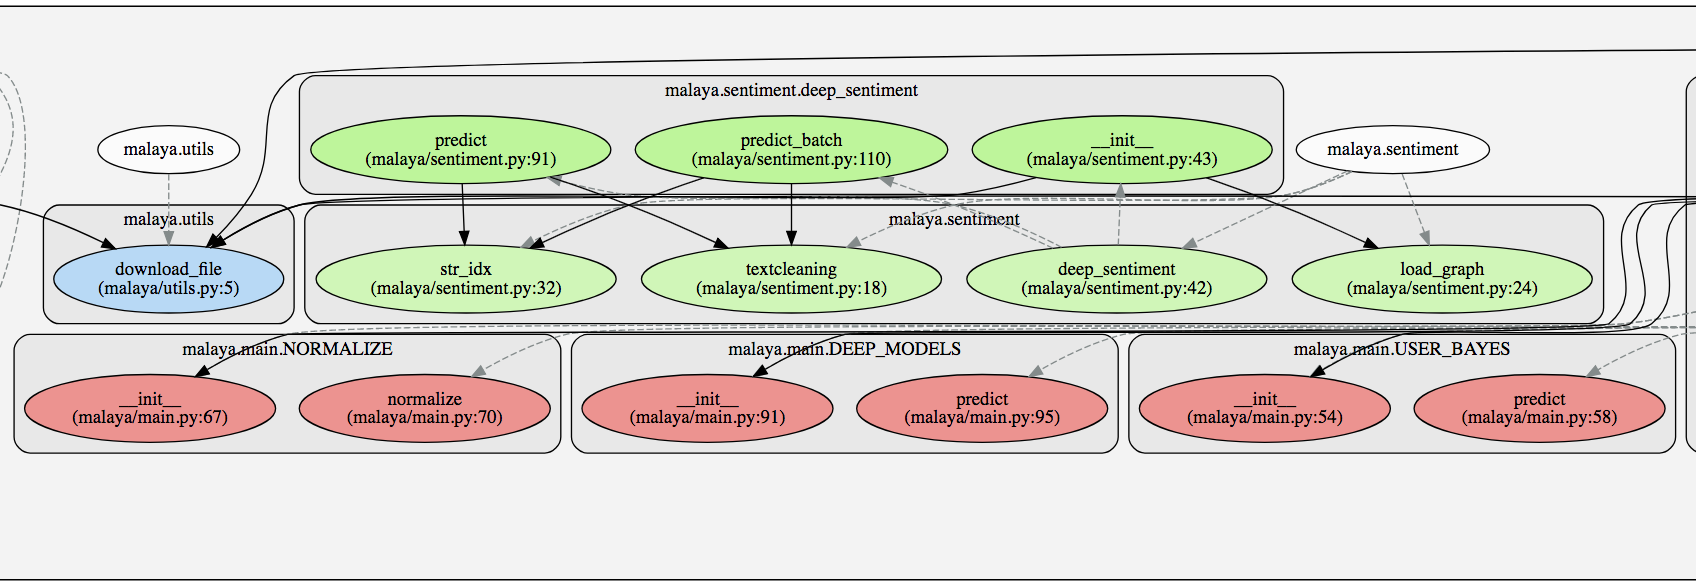 malaya.sentiment.deep_sentiment
predict
(malaya/sentiment.py:91)
predict_batch
(malaya/sentiment.py:110)
__init__
(malaya/sentiment.py:43)
malaya.utils
malaya.sentiment
malaya.utils
download_file
(malaya/utils.py:5)
malaya.sentiment
str_idx
(malaya/sentiment.py:32)
textcleaning
(malaya/sentiment.py:18)
deep_sentiment
(malaya/sentiment.py:42)
load_graph
(malaya/sentiment.py:24)
malaya.main.NORMALIZE
__init__
(malaya/main.py:67)
normalize
(malaya/main.py:70)
malaya.main.DEEP_MODELS
__init__
(malaya/main.py:91)
predict
(malaya/main.py:95)
malaya.main.USER_BAYES
__init__
(malaya/main.py:54)
predict
(malaya/main.py:58)